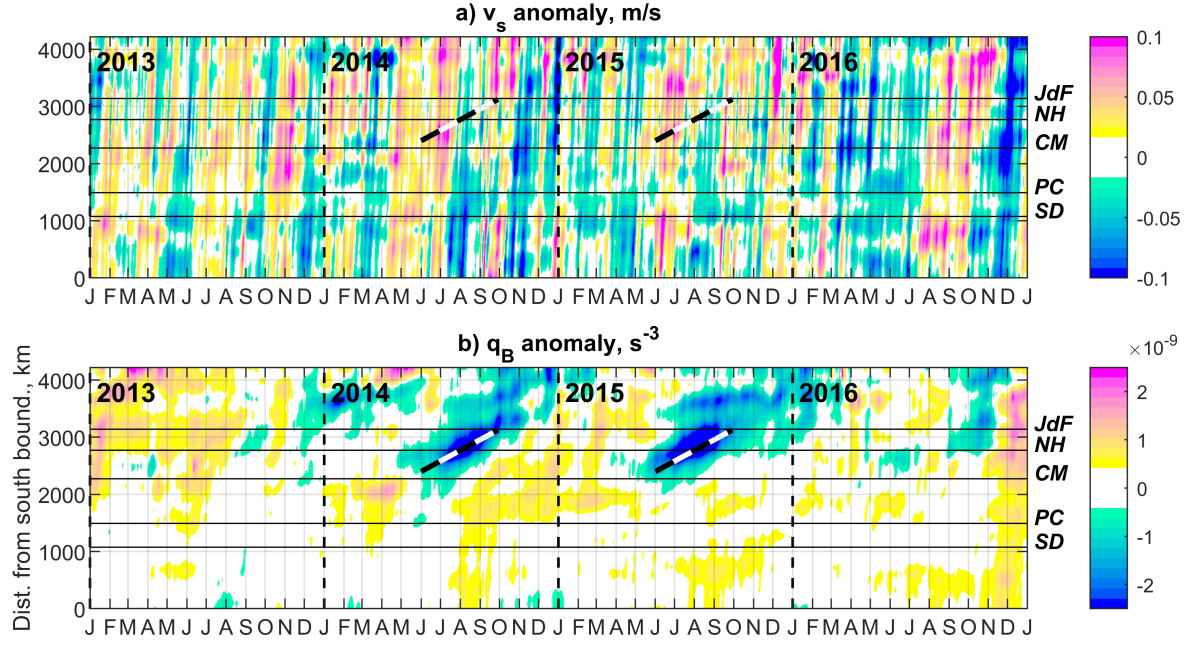 a) vs anomaly, m/s
4000
3000
2000
1000
0
2013
2014
2015
2016
JdF
NH
CM
PC
SD
J F M A M J J A S O N D J F M A M J J A S O N D J F M A M J J A S O N D J F M A M J J A S O N D J
0.1
0.05
0
-0.05
-0.1
b) qB anomaly, s-3
Dist. from south bound., km
4000
3000
2000
1000
0
2013
2014
2015
2016
JdF
NH
CM
PC
SD
J F M A M J J A S O N D J F M A M J J A S O N D J F M A M J J A S O N D J F M A M J J A S O N D J
×10-9
2
1
0
-1
-2